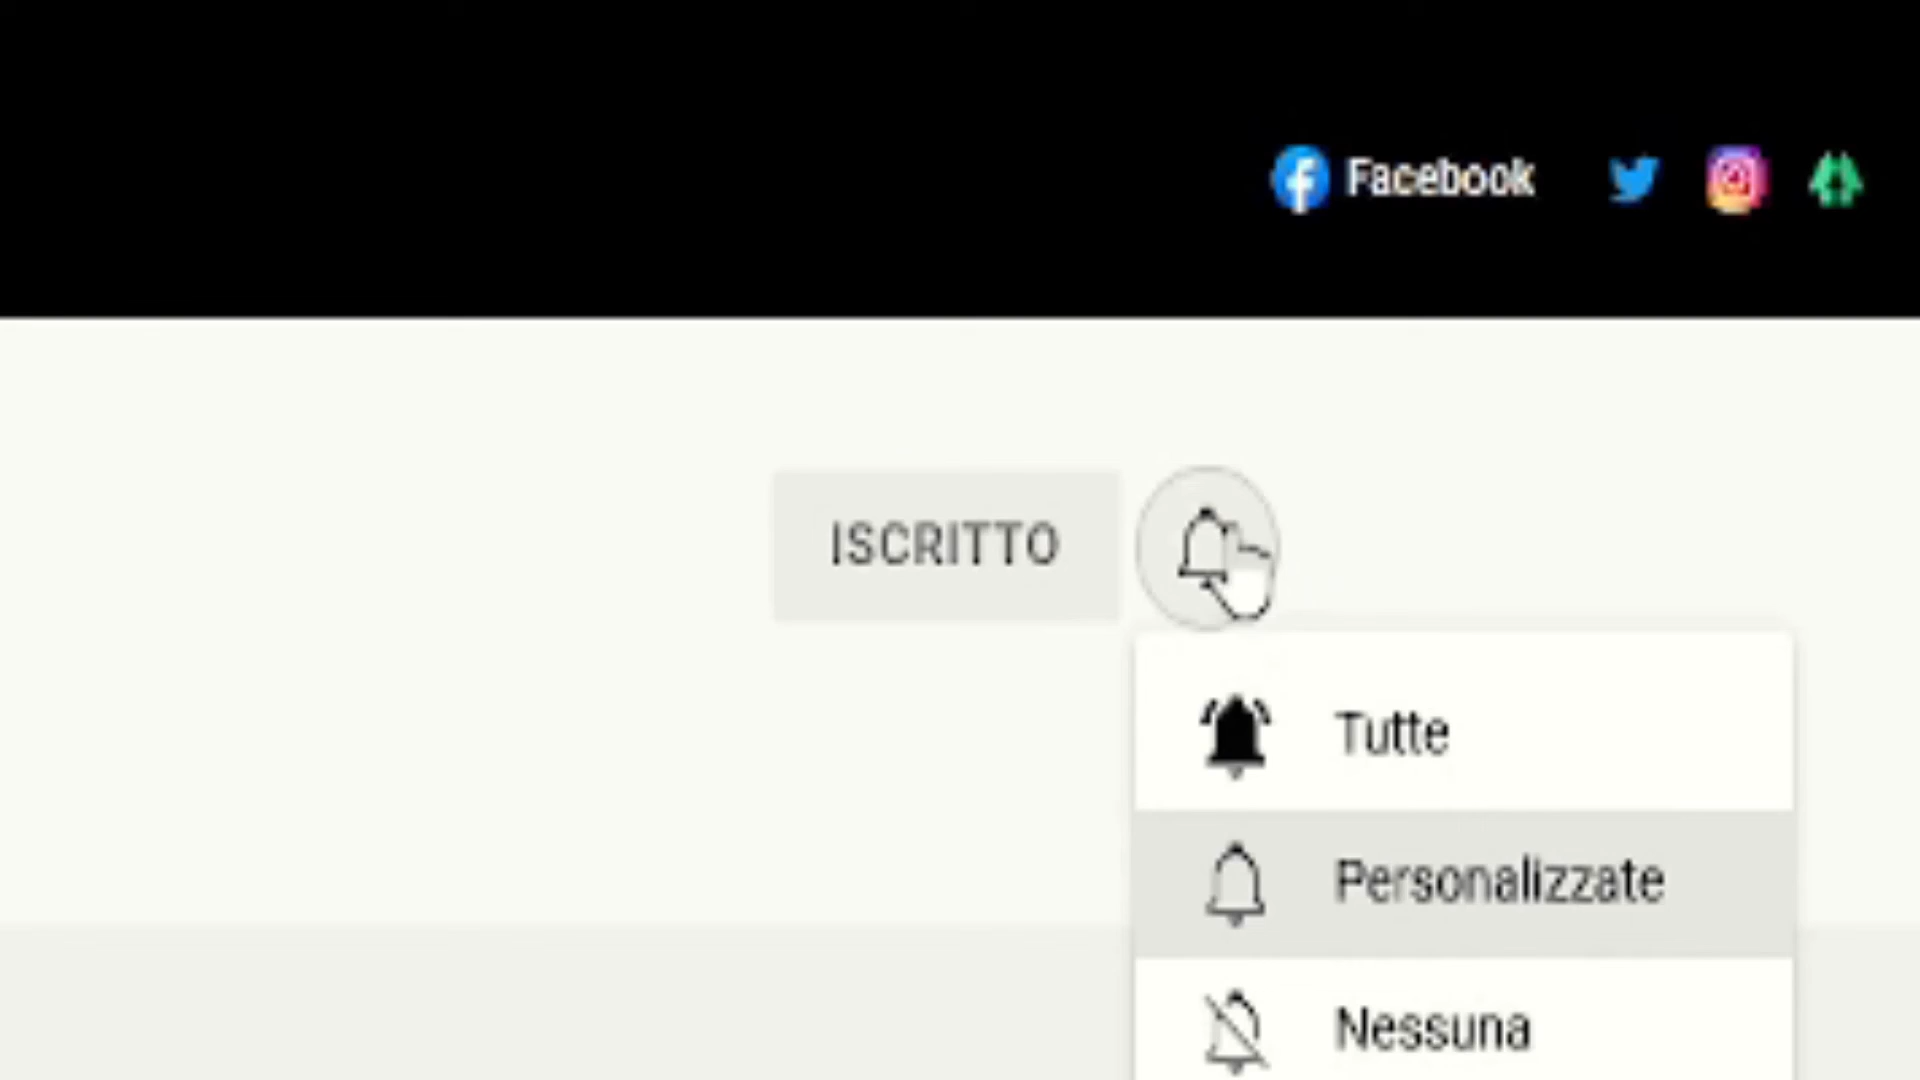 Facebook
ISCRITTO
Tutte
Personalizzate
Nessuna